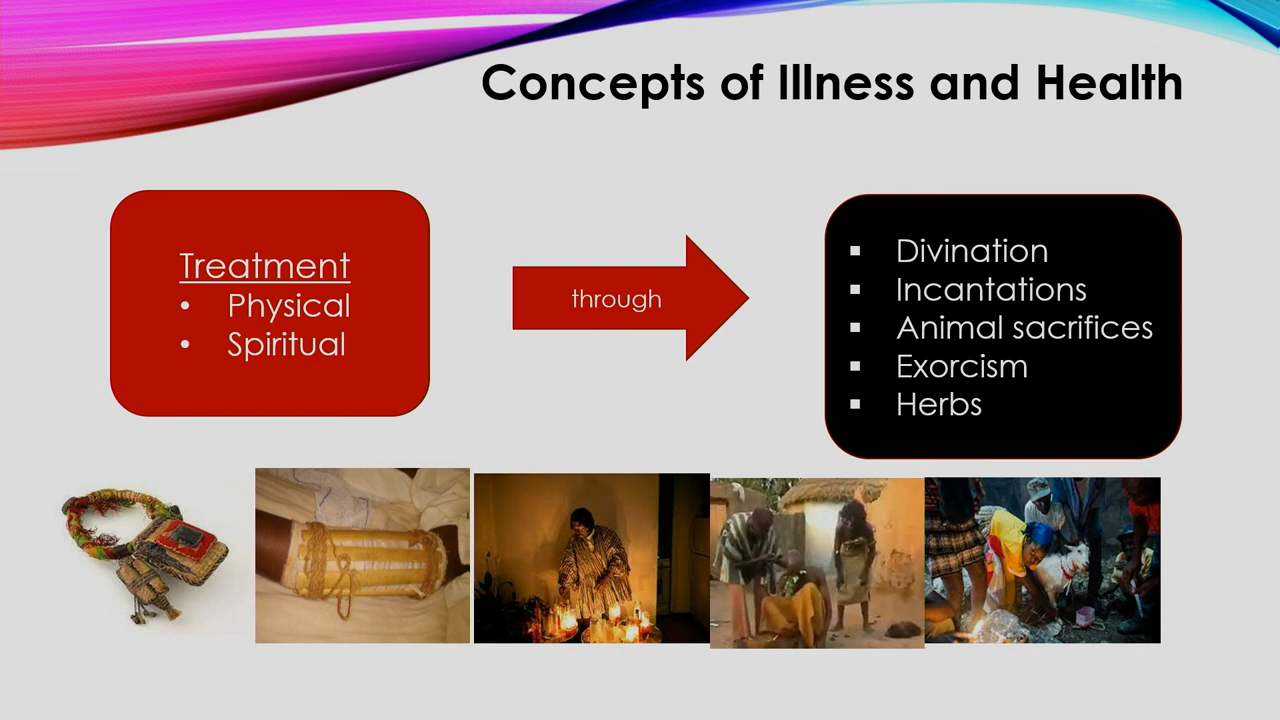 Concepts of Illness and Health
Treatment
• Physical
• Spiritual
through
▪ Divination
▪ Incantations
▪ Animal sacrifices
▪ Exorcism
▪ Herbs